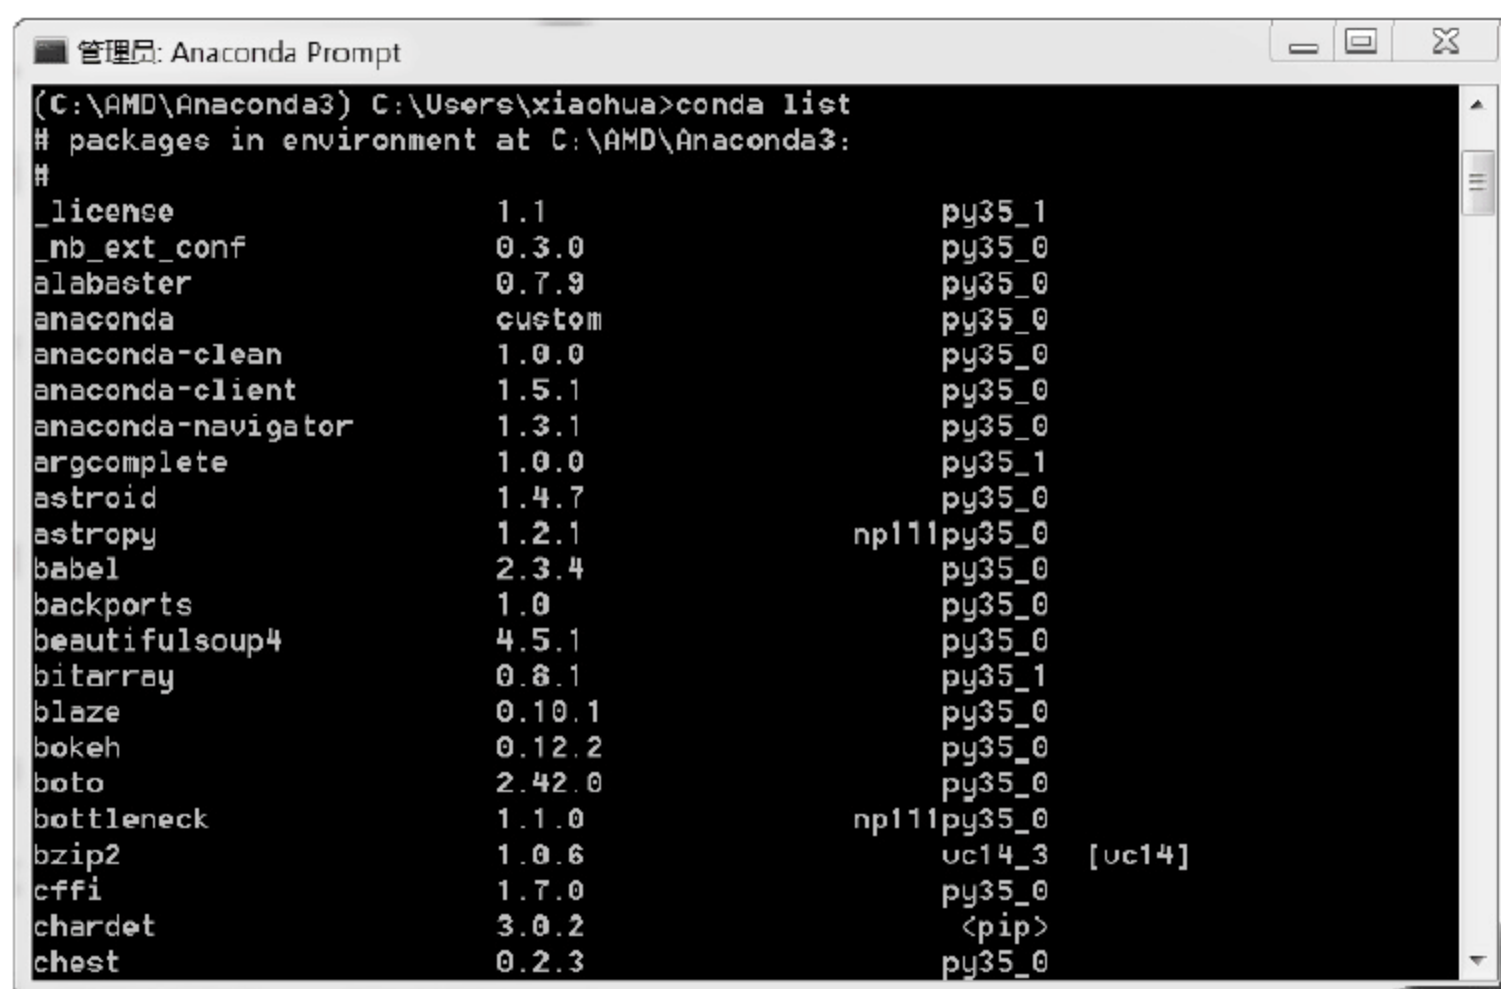 管理员: Anaconda Prompt
(C:\AMD\Anaconda3) C:\Users\xiaohua>conda list
# packages in environment at C:\AMD\Anaconda3:
#
_license 1.1 py35_1
_nb_ext_conf 0.3.0 py35_0
alabaster 0.7.9 py35_0
anaconda custom py35_0
anaconda-clean 1.0.0 py35_0
anaconda-client 1.5.1 py35_0
anaconda-navigator 1.3.1 py35_0
argcomplete 1.0.0 py35_1
astroid 1.4.7 py35_0
astropy 1.2.1 np111py35_0
babel 2.3.4 py35_0
backports 1.0 py35_0
beautifulsoup4 4.5.1 py35_0
bitarray 0.8.1 py35_1
blaze 0.10.1 py35_0
bokeh 0.12.2 py35_0
boto 2.42.0 py35_0
bottleneck 1.1.0 np111py35_0
bzip2 1.0.6 vc14_3 [vc14]
cffi 1.7.0 py35_0
chardet 3.0.2 <pip>
chest 0.2.3 py35_0